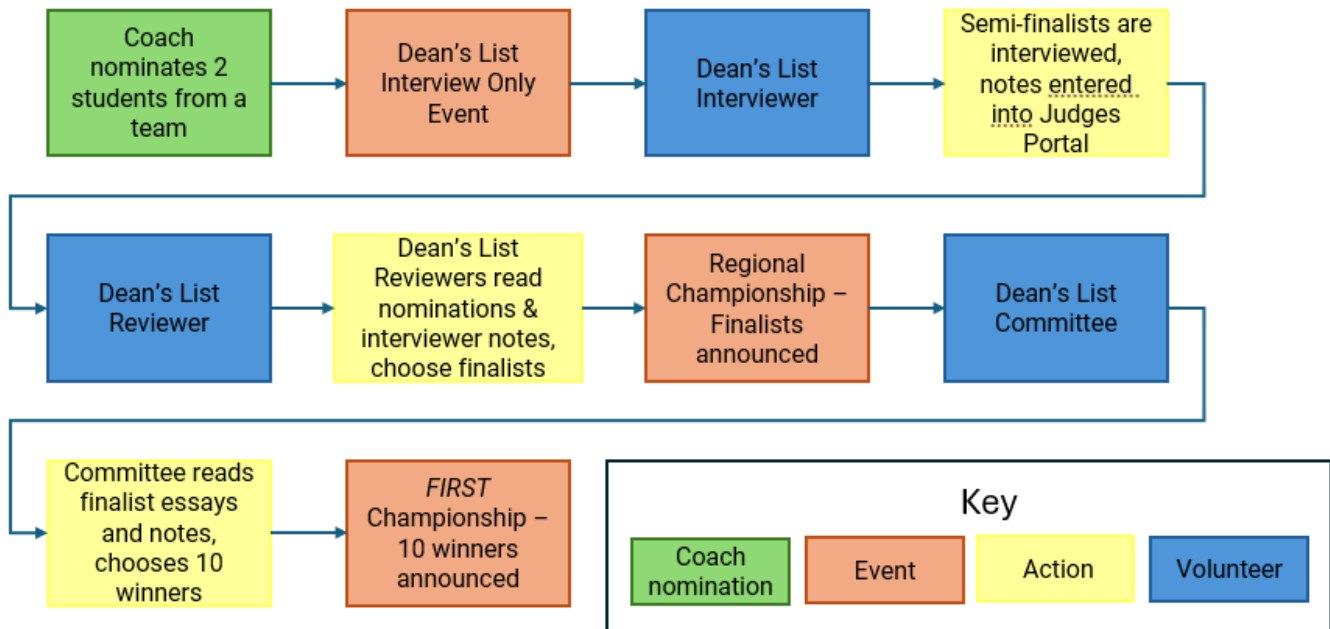 Coach
nominates 2
students from a
team
Dean’s List
Interview Only
Event
Dean’s List
Interviewer
Semi-finalists are
interviewed,
notes entered
into Judges
Portal
Dean’s List
Reviewer
Dean’s List
Reviewers read
nominations &
interviewer notes,
choose finalists
Regional
Championship –
Finalists
announced
Dean’s List
Committee
Committee reads
finalist essays
and notes,
chooses 10
winners
FIRST
Championship –
10 winners
announced
Key
Coach
nomination
Event
Action
Volunteer